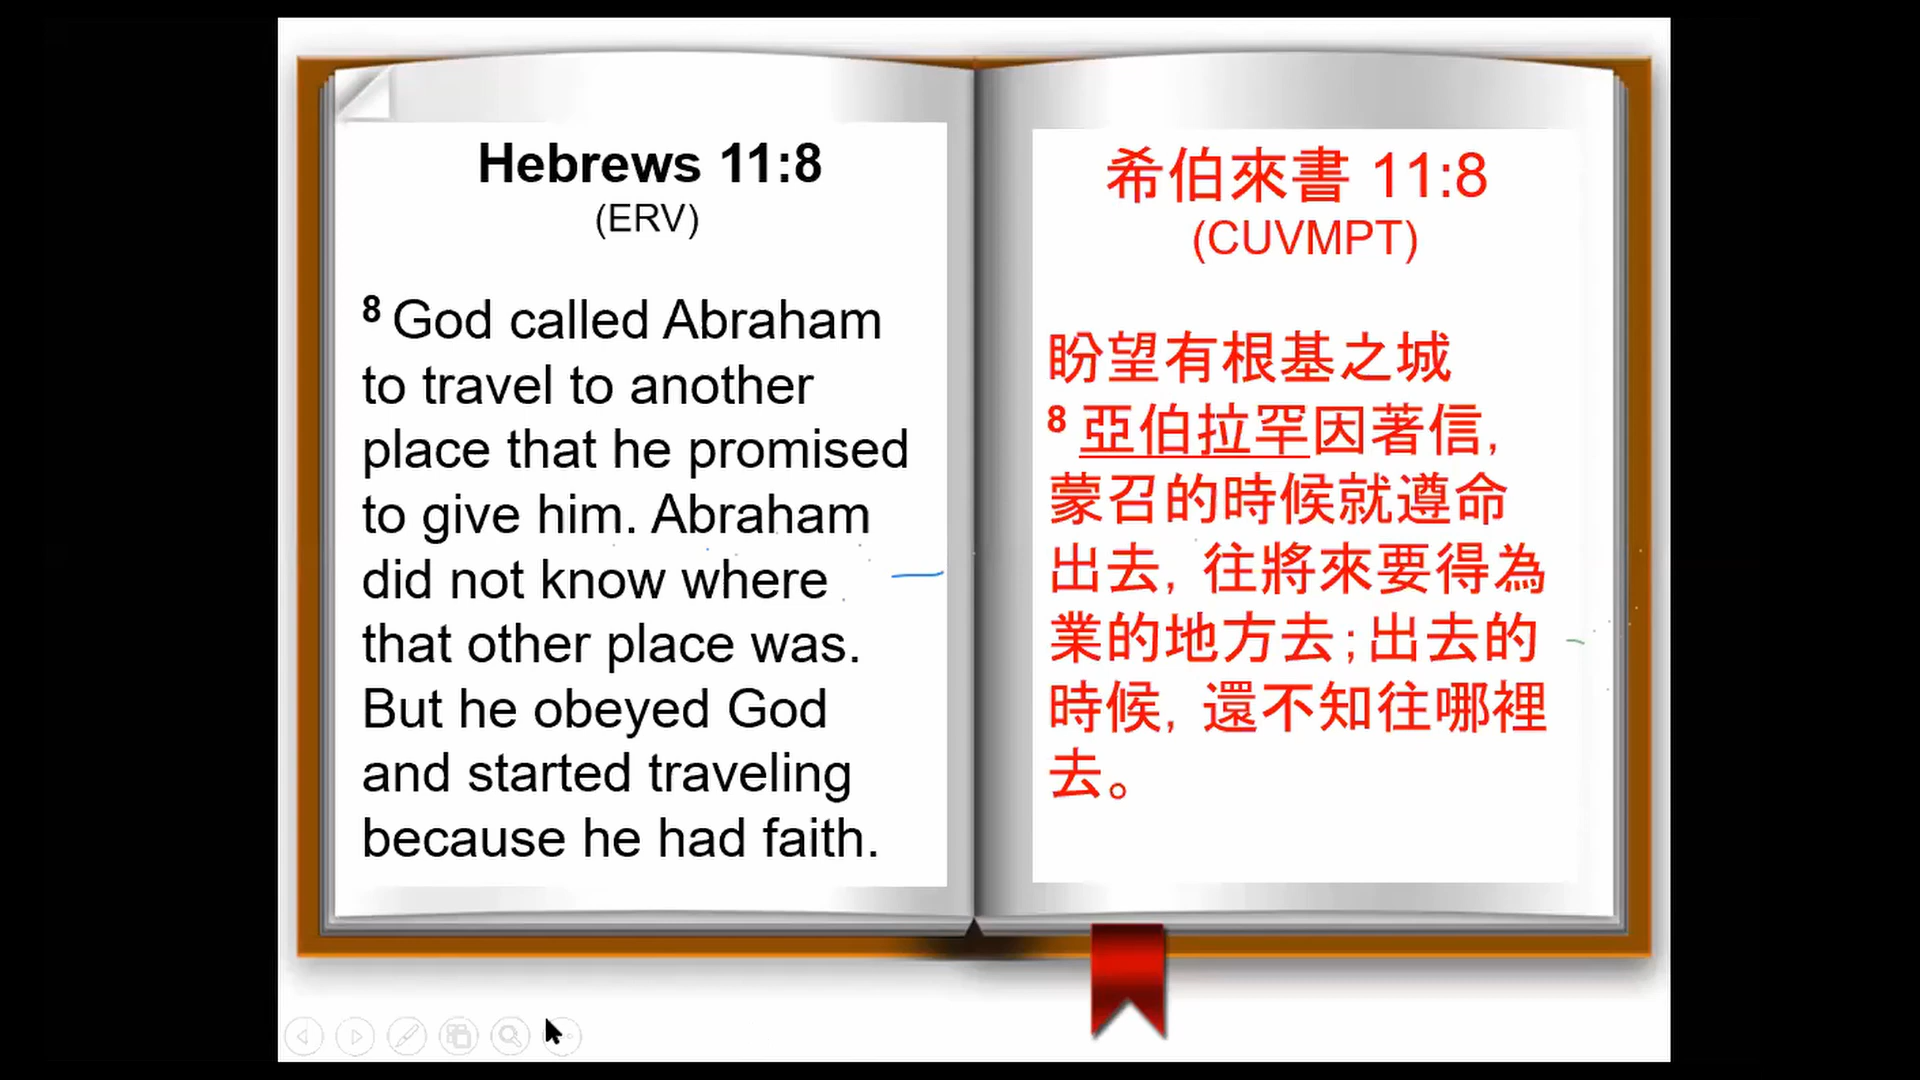 Hebrews 11:8
(ERV)
8 God called Abraham
to travel to another
place that he promised
to give him. Abraham
did not know where
that other place was.
But he obeyed God
and started traveling
because he had faith.
希伯來書 11:8
(CUVMPT)
盼望有根基之城
8 亞伯拉罕因著信,
蒙召的時候就遵命
出去, 往將來要得為
業的地方去;出去的
時候, 還不知往哪裡
去。